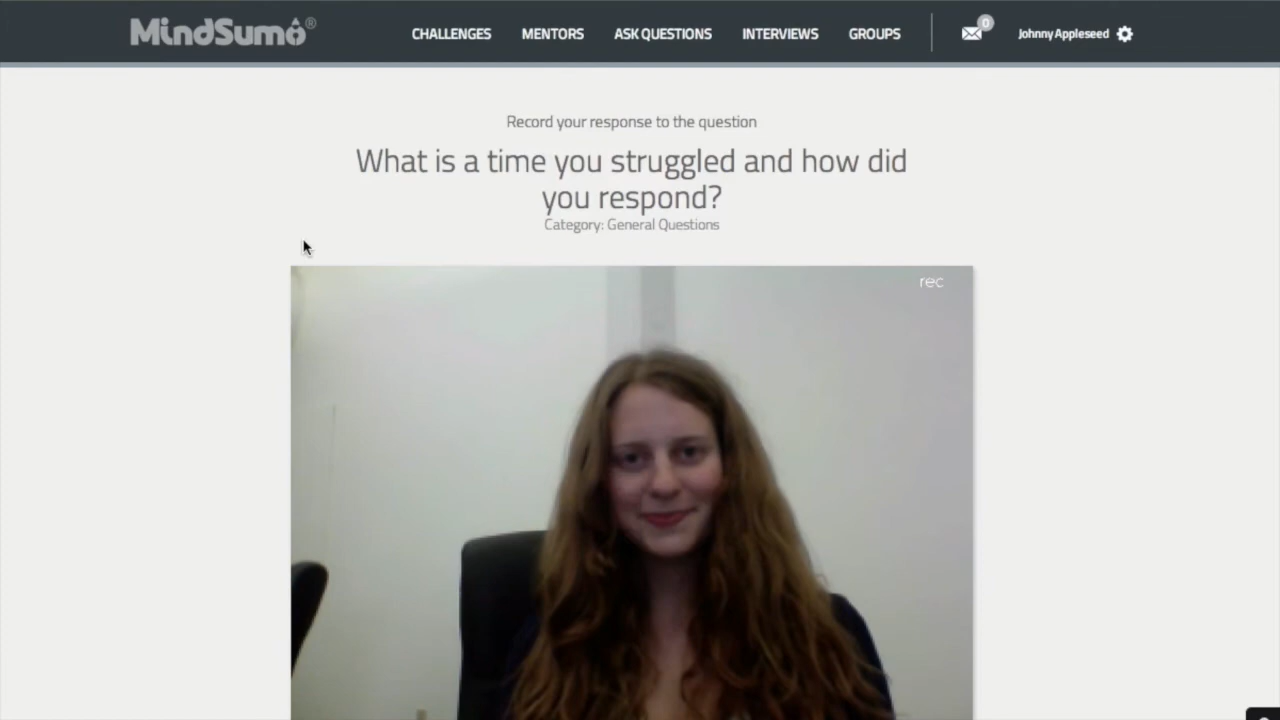 MindSumo®
CHALLENGES MENTORS ASK QUESTIONS INTERVIEWS GROUPS 0 Johnny Appleseed
Record your response to the question
What is a time you struggled and how did
you respond?
Category: General Questions
rec